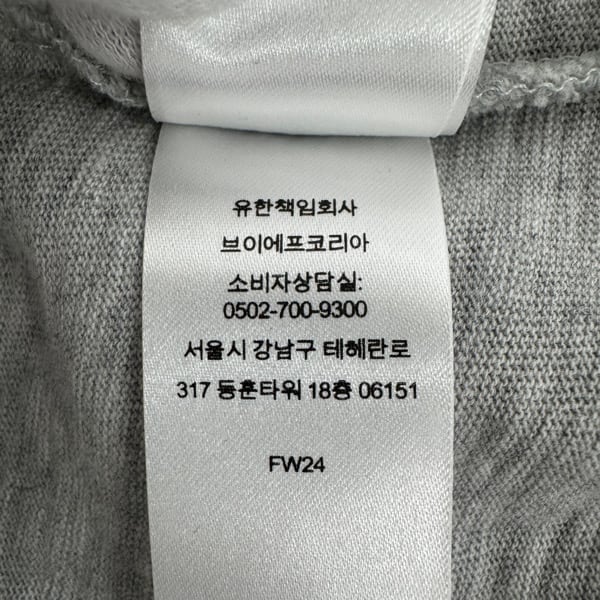 유한책임회사
브이에프코리아
소비자상담실:
0502-700-9300
서울시 강남구 테헤란로
317 동훈타워 18층 06151
FW24